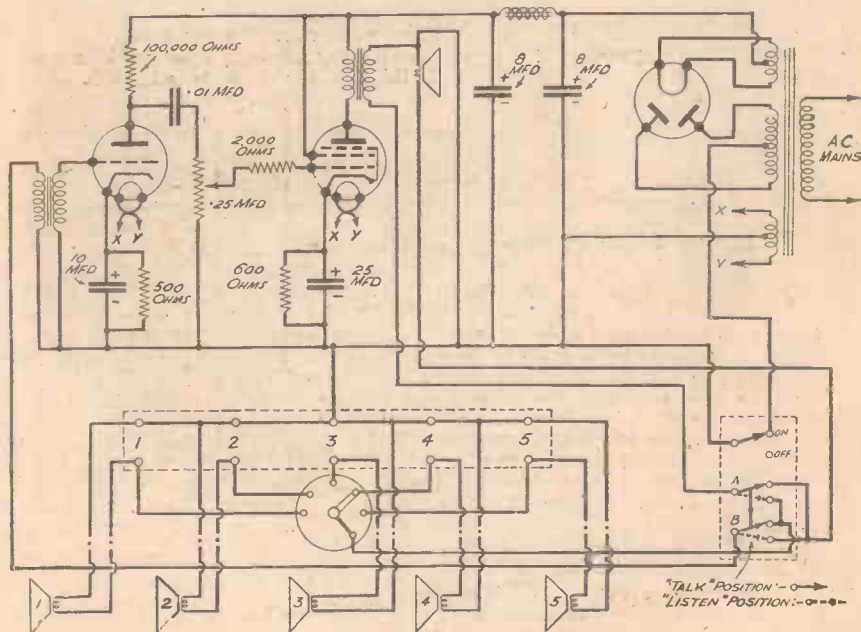 100,000 OHMS
.01 MFD
2,000
OHMS
.25 MFD
8
MFD
8
MFD
A.C.
MAINS
X
Y
X Y
X Y
10
MFD
500
OHMS
600
OHMS
25
MFD
1
2
3
4
5
ON
OFF
A
B
1
2
3
4
5
"TALK" POSITION:-
"LISTEN" POSITION:-